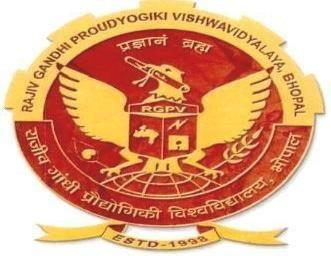 RAJIV GANDHI PROUDYOGIKI VISHWAVIDYALAYA, BHOPAL
प्रज्ञानं ब्रह्म
RGPV
राजीव गांधी प्रौद्योगिकी विश्वविद्यालय, भोपाल
ESTD-1998